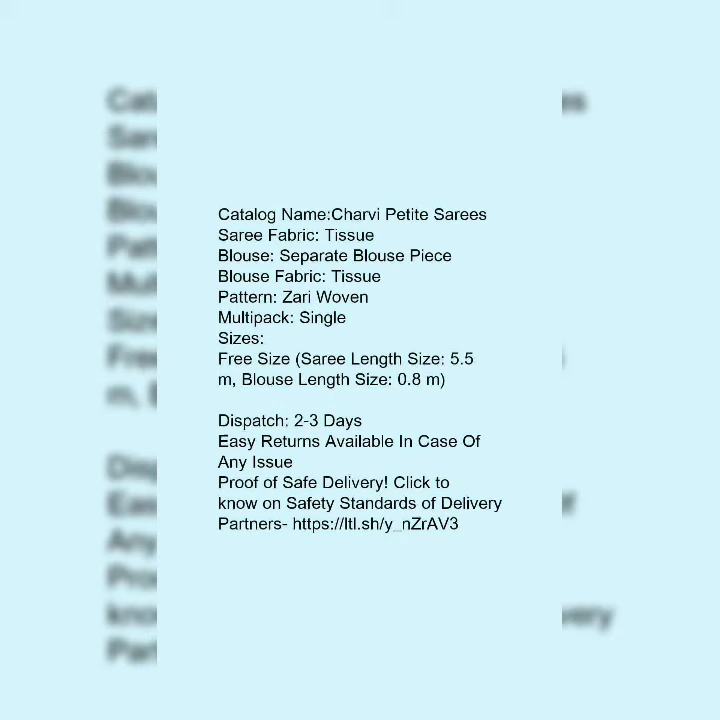 Catalog Name:Charvi Petite Sarees
Saree Fabric: Tissue
Blouse: Separate Blouse Piece
Blouse Fabric: Tissue
Pattern: Zari Woven
Multipack: Single
Sizes:
Free Size (Saree Length Size: 5.5
m, Blouse Length Size: 0.8 m)
Dispatch: 2-3 Days
Easy Returns Available In Case Of
Any Issue
Proof of Safe Delivery! Click to
know on Safety Standards of Delivery
Partners- https://ltl.sh/y_nZrAV3